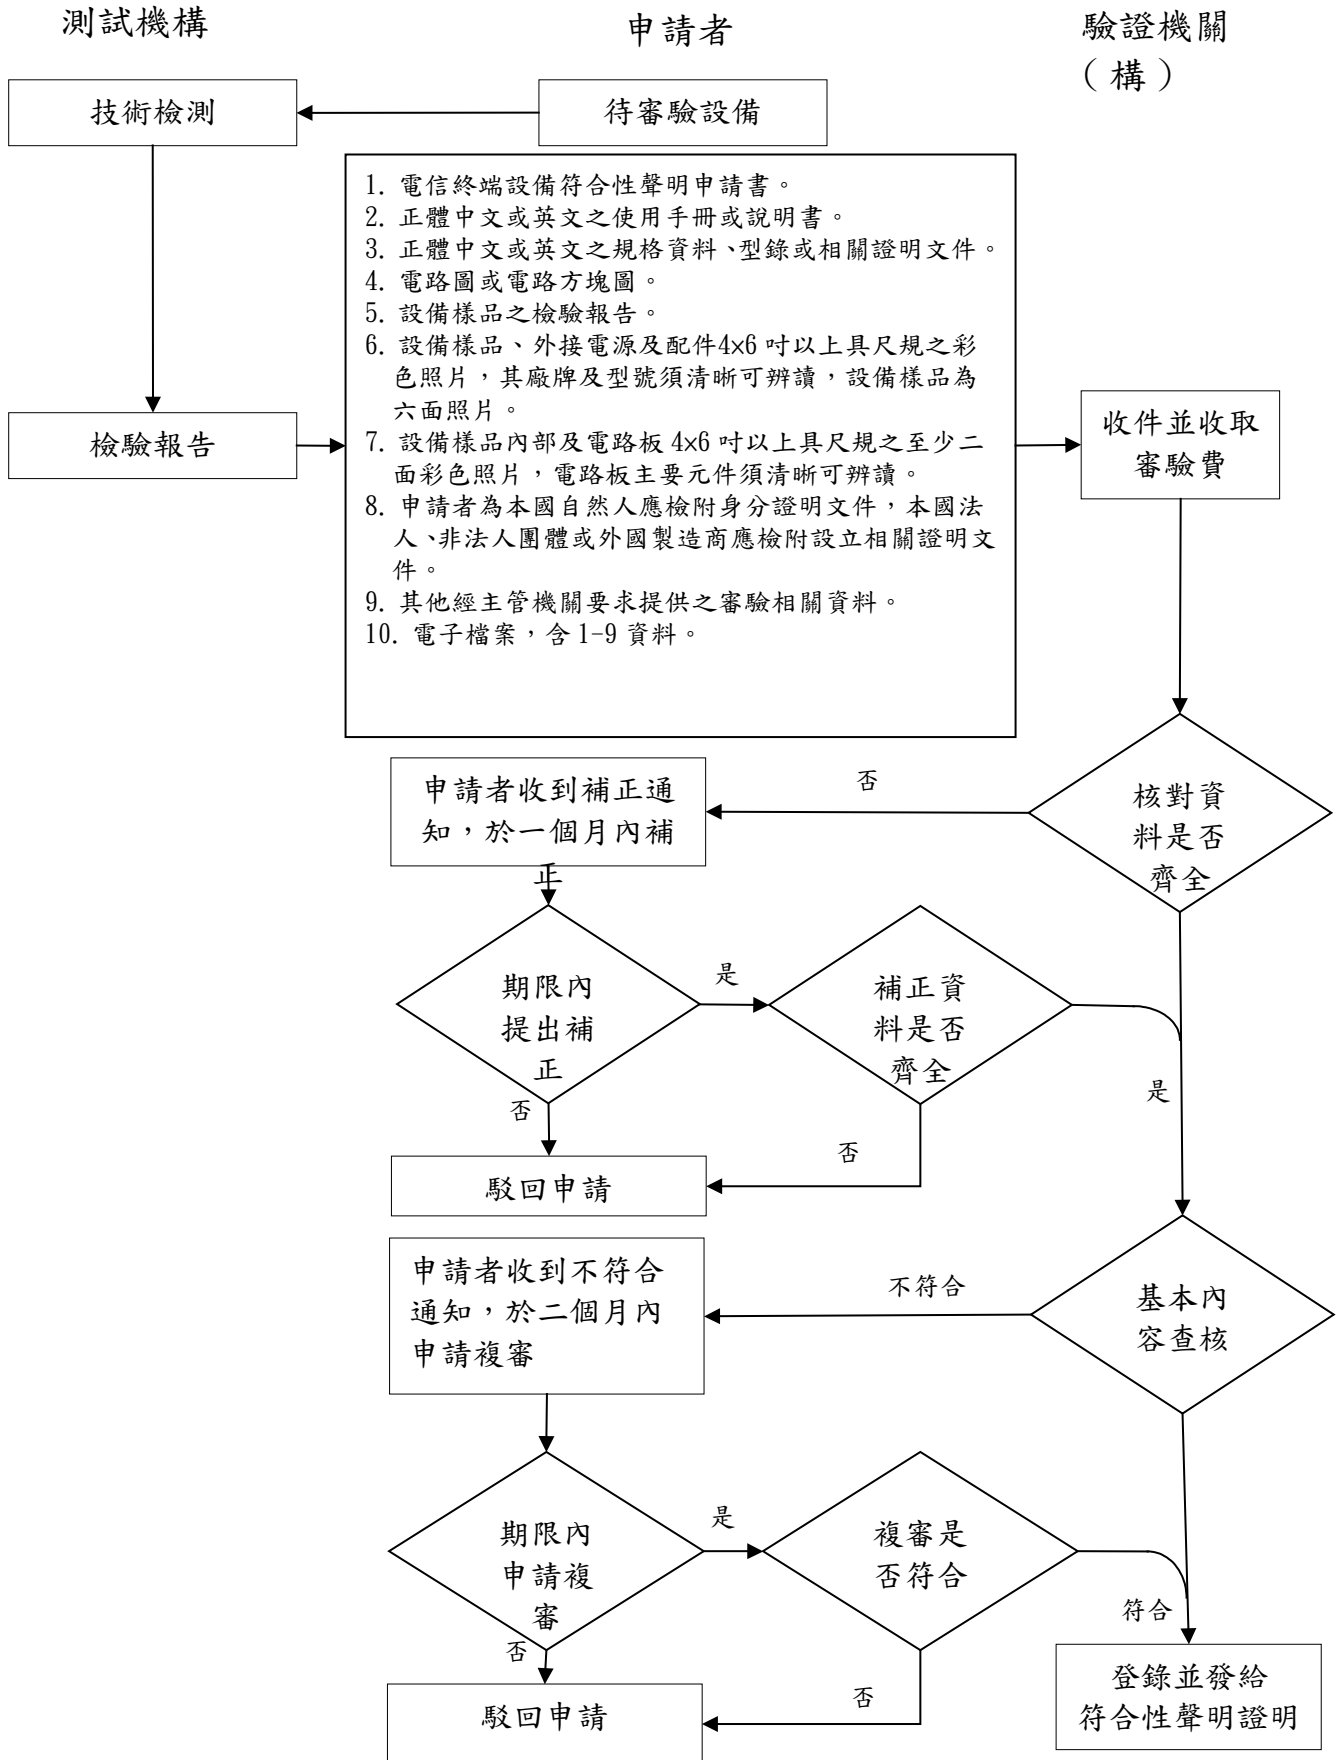 測試機構
申請者
驗證機關
（構）
技術檢測
待審驗設備
1. 電信終端設備符合性聲明申請書。
2. 正體中文或英文之使用手冊或說明書。
3. 正體中文或英文之規格資料、型錄或相關證明文件。
4. 電路圖或電路方塊圖。
5. 設備樣品之檢驗報告。
6. 設備樣品、外接電源及配件4×6 吋以上具尺規之彩
色照片，其廠牌及型號須清晰可辨讀，設備樣品為
六面照片。
7. 設備樣品內部及電路板 4×6 吋以上具尺規之至少二
面彩色照片，電路板主要元件須清晰可辨讀。
8. 申請者為本國自然人應檢附身分證明文件，本國法
人、非法人團體或外國製造商應檢附設立相關證明文
件。
9. 其他經主管機關要求提供之審驗相關資料。
10. 電子檔案，含 1-9 資料。
檢驗報告
收件並收取
審驗費
申請者收到補正通
知，於一個月內補
正
否
核對資
料是否
齊全
期限內
提出補
正
是
補正資
料是否
齊全
是
否
否
駁回申請
申請者收到不符合
通知，於二個月內
申請複審
不符合
基本內
容查核
期限內
申請複
審
是
複審是
否符合
符合
否
否
駁回申請
登錄並發給
符合性聲明證明